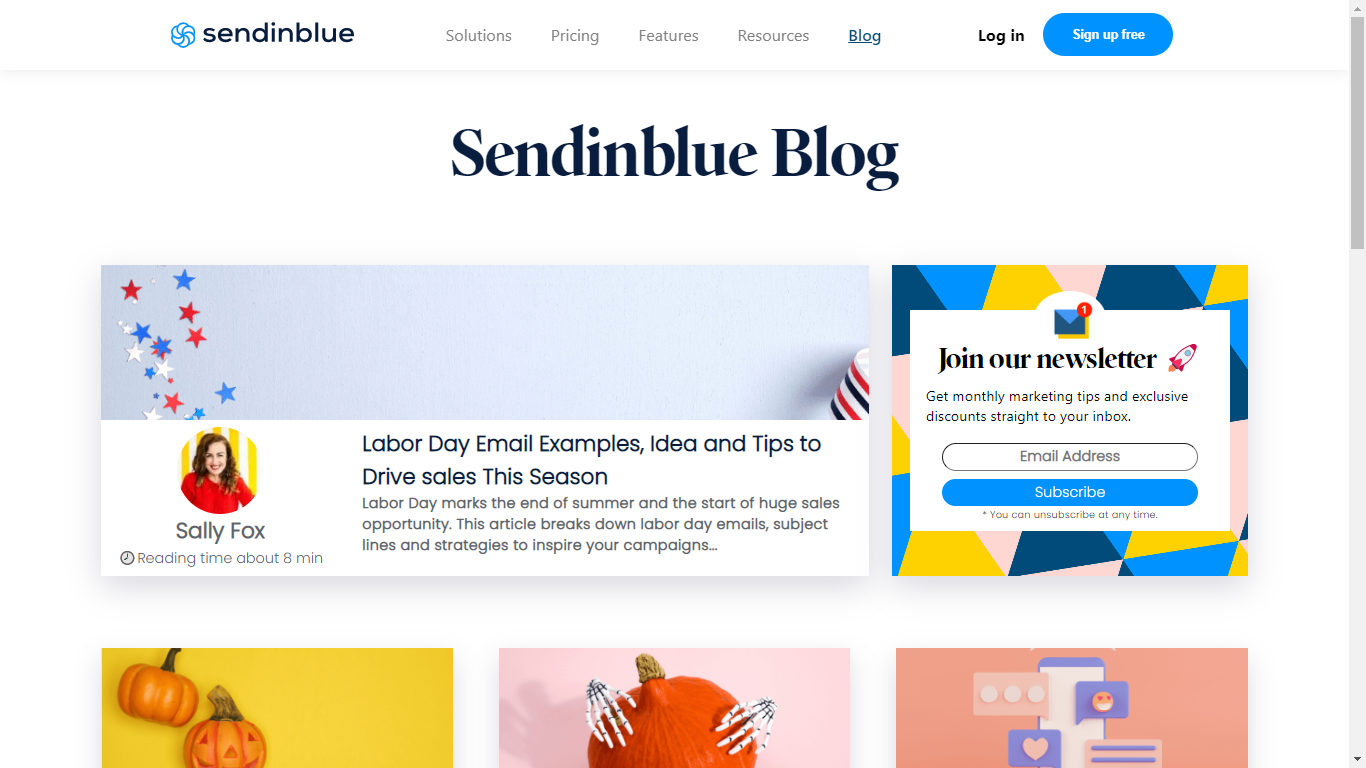 sendinblue
Solutions
Pricing
Features
Resources
Blog
Log in
Sign up free
Sendinblue Blog
Labor Day Email Examples, Idea and Tips to
Drive sales This Season
Labor Day marks the end of summer and the start of huge sales
opportunity. This article breaks down labor day emails, subject
lines and strategies to inspire your campaigns...
Sally Fox
Reading time about 8 min
1
Join our newsletter
Get monthly marketing tips and exclusive
discounts straight to your inbox.
Email Address
Subscribe
* You can unsubscribe at any time.